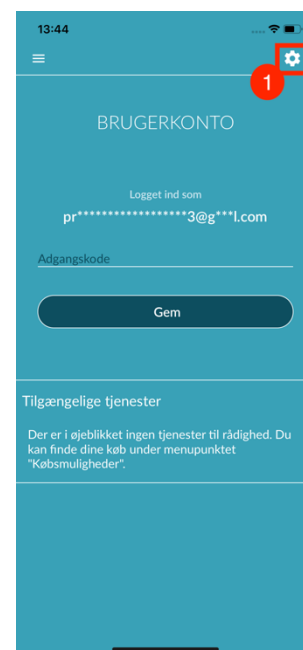 13:44
1
BRUGERKONTO
Logget ind som
pr******************3@g***l.com
Adgangskode
Gem
Tilgængelige tjenester
Der er i øjeblikket ingen tjenester til rådighed. Du
kan finde dine køb under menupunktet
"Købsmuligheder".